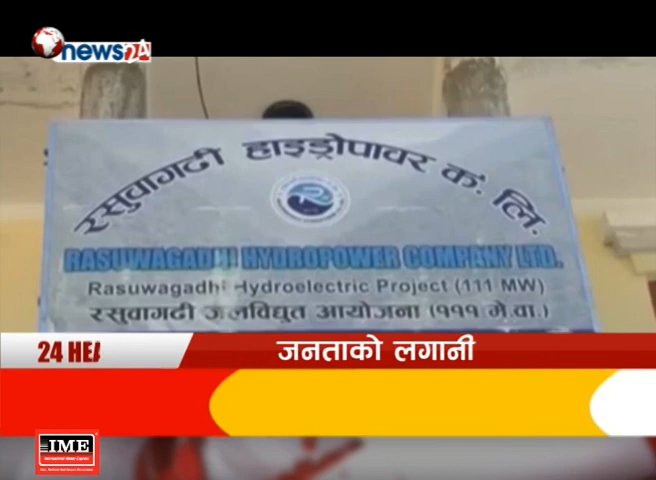 news24
रसुवागढी हाइड्रोपावर कं. लि.
RASUWAGADHI HYDROPOWER COMPANY LTD.
Rasuwagadhi Hydroelectric Project (111 MW)
रसुवागढी जलविद्युत आयोजना (१११ मे.वा.)
24 HEA
जनताको लगानी
IME